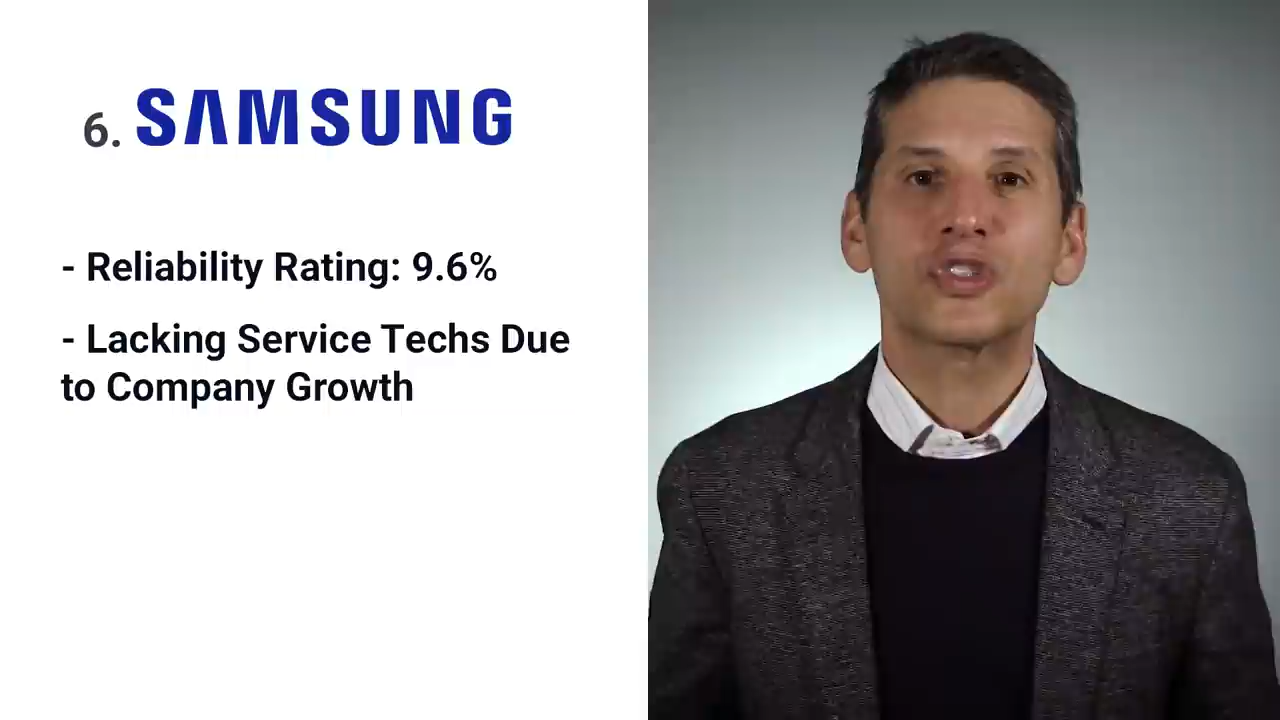 6. SAMSUNG
- Reliability Rating: 9.6%
- Lacking Service Techs Due
to Company Growth